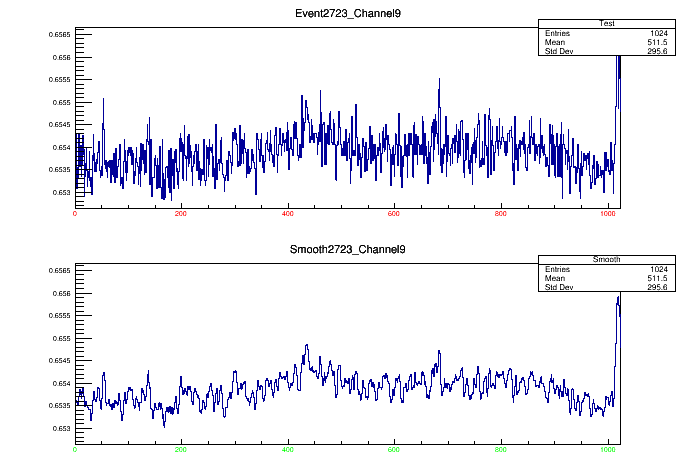 Event2723_Channel9
Test
Entries 1024
Mean 511.5
Std Dev 295.6
0.6565
0.656
0.6555
0.655
0.6545
0.654
0.6535
0.653
0 200 400 600 800 1000
Smooth2723_Channel9
Smooth
Entries 1024
Mean 511.5
Std Dev 295.6
0.6565
0.656
0.6555
0.655
0.6545
0.654
0.6535
0.653
0 200 400 600 800 1000